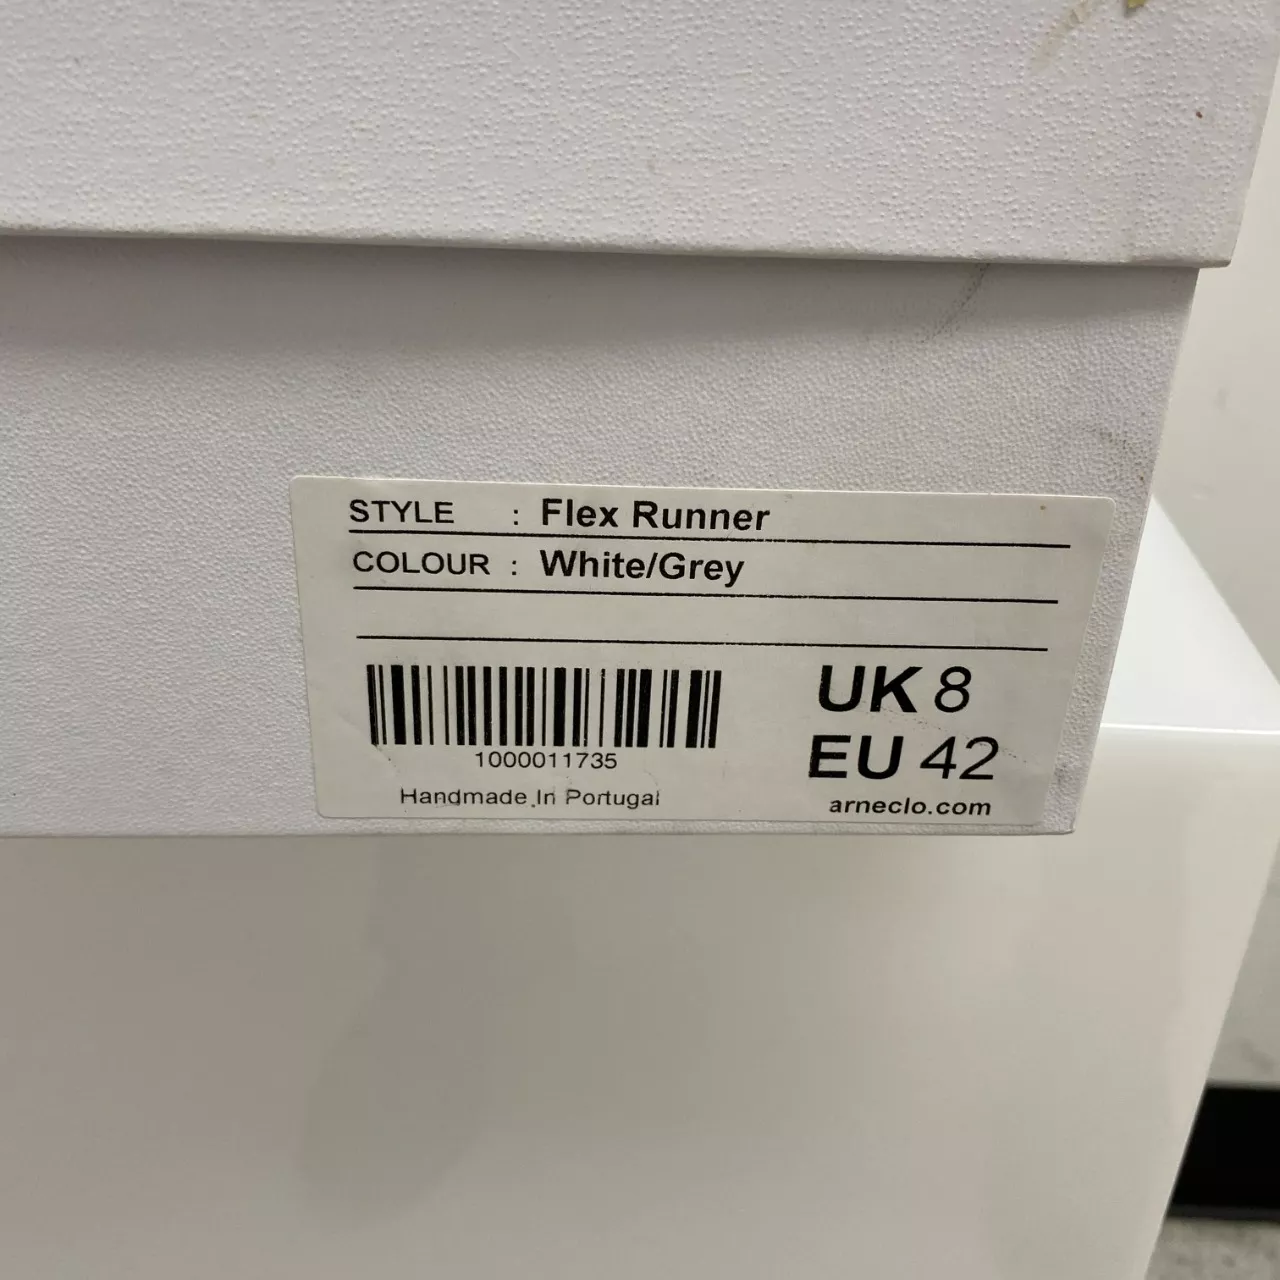 STYLE : Flex Runner
COLOUR : White/Grey
UK 8
EU 42
1000011735
Handmade In Portugal
arneclo.com